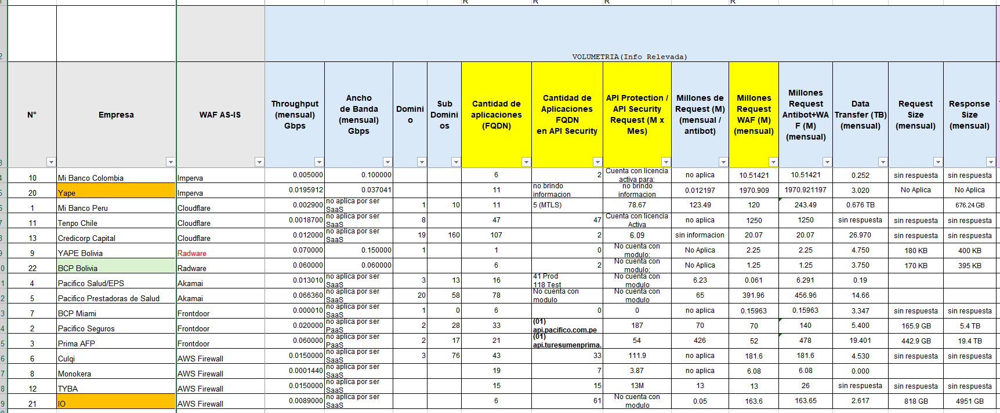 R R R R
VOLUMETRIA(Info Relevada)
N° Empresa WAF AS-IS Throughput (mensual) Gbps Ancho de Banda (mensual) Gbps Domini o Sub Domini os Cantidad de aplicaciones (FQDN) Cantidad de Aplicaciones FQDN en API Security API Protection / API Security Request (M x Mes) Millones de Request (M) (mensual / antibot) Millones Request WAF (M) (mensual) Millones Request Antibot+WA F (M) (mensual) Data Transfer (TB) (mensual) Request Size (mensual) Response Size (mensual)
10 Mi Banco Colombia Imperva 0.005000 0.100000 6 2 Cuenta con licencia activa para: no aplica 10.51421 10.51421 0.252 sin respuesta sin respuesta
20 Yape Imperva 0.0195912 0.037041 11 no brindo informacion no brindo informacion 0.012197 1970.909 1970.921197 3.020 No Aplica No Aplica
1 Mi Banco Peru Cloudflare 0.002900 no aplica por ser SaaS 1 10 11 5 (MTLS) 78.67 123.49 120 243.49 0.676 TB 676.24 GB
11 Tenpo Chile Cloudflare 0.0018700 no aplica por ser SaaS 8 47 47 Cuenta con licencia Activa no aplica 1250 1250 sin respuesta sin respuesta sin respuesta
13 Credicorp Capital Cloudflare 0.012000 no aplica por ser SaaS 19 160 107 2 6.09 sin informacion 20.07 20.07 26.970 sin respuesta sin respuesta
9 YAPE Bolivia Radware 0.070000 0.150000 1 1 0 No cuenta con modulo; No Aplica 2.25 2.25 4.750 180 KB 400 KB
22 BCP Bolivia Radware 0.060000 0.060000 6 2 No cuenta con modulo; No Aplica 1.25 1.25 3.750 170 KB 395 KB
4 Pacifico Salud/EPS Akamai 0.013010 no aplica por ser SaaS 3 13 16 41 Prod 118 Test No cuenta con modulo 6.23 0.061 6.291 0.19
5 Pacifico Prestadoras de Salud Akamai 0.066360 no aplica por ser SaaS 20 58 78 No cuenta con modulo No cuenta con modulo 65 391.96 456.96 14.66
7 BCP Miami Frontdoor 0.000010 no aplica por ser SaaS 1 0 6 0 0 no aplica 0.15963 0.15963 3.347 sin respuesta sin respuesta
2 Pacifico Seguros Frontdoor 0.020000 no aplica por ser PaaS 2 28 33 (01) api.pacifico.com.pe 187 70 70 140 5.400 165.9 GB 5.4 TB
3 Prima AFP Frontdoor 0.060000 no aplica por ser PaaS 2 17 21 (01) api.turesumenprima. 54 426 52 478 19.401 442.9 GB 19.4 TB
6 Culqi AWS Firewall 0.0150000 no aplica por ser SaaS 3 76 43 33 111.9 no aplica 181.6 181.6 4.530 sin respuesta sin respuesta
8 Monokera AWS Firewall 0.0001440 no aplica por ser SaaS 19 7 3.87 no aplica 6.08 6.08 0.000
12 TYBA AWS Firewall 0.0150000 no aplica por ser SaaS 15 15 13M 13 13 26 sin respuesta sin respuesta sin respuesta
21 IO AWS Firewall 0.0089000 no aplica por ser SaaS 6 61 No cuenta con modulo 0.05 163.6 163.65 2.617 818 GB 4951 GB